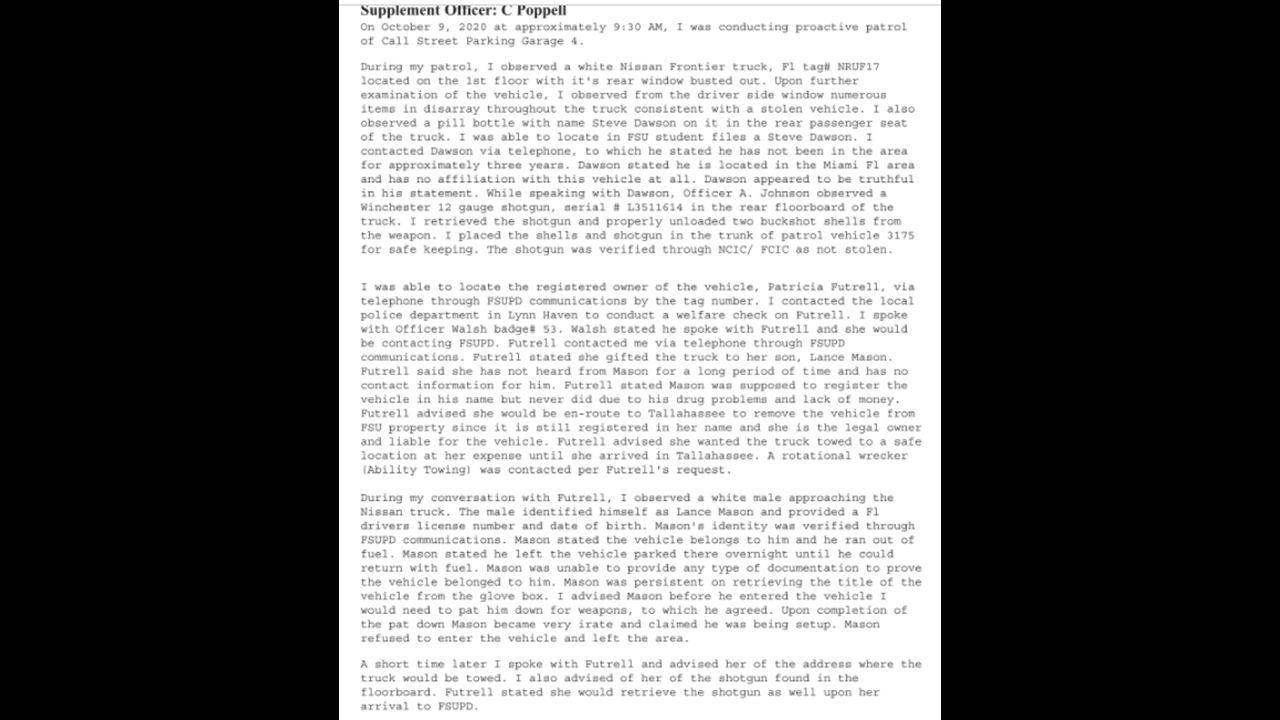 Supplement Officer: C Poppell
On October 9, 2020 at approximately 9:30 AM, I was conducting proactive patrol
of Call Street Parking Garage 4.
During my patrol, I observed a white Nissan Frontier truck, Fl tag# NRUF17
located on the 1st floor with it's rear window busted out. Upon further
examination of the vehicle, I observed from the driver side window numerous
items in disarray throughout the truck consistent with a stolen vehicle. I also
observed a pill bottle with name Steve Dawson on it in the rear passenger seat
of the truck. I was able to locate in FSU student files a Steve Dawson. I
contacted Dawson via telephone, to which he stated he has not been in the area
for approximately three years. Dawson stated he is located in the Miami Fl area
and has no affiliation with this vehicle at all. Dawson appeared to be truthful
in his statement. While speaking with Dawson, Officer A. Johnson observed a
Winchester 12 gauge shotgun, serial # L3511614 in the rear floorboard of the
truck. I retrieved the shotgun and properly unloaded two buckshot shells from
the weapon. I placed the shells and shotgun in the trunk of patrol vehicle 3175
for safe keeping. The shotgun was verified through NCIC/ FCIC as not stolen.
I was able to locate the registered owner of the vehicle, Patricia Futrell, via
telephone through FSUPD communications by the tag number. I contacted the local
police department in Lynn Haven to conduct a welfare check on Futrell. I spoke
with Officer Walsh badge# 53. Walsh stated he spoke with Futrell and she would
be contacting FSUPD. Futrell contacted me via telephone through FSUPD
communications. Futrell stated she gifted the truck to her son, Lance Mason.
Futrell said she has not heard from Mason for a long period of time and has no
contact information for him. Futrell stated Mason was supposed to register the
vehicle in his name but never did due to his drug problems and lack of money.
Futrell advised she would be en-route to Tallahassee to remove the vehicle from
FSU property since it is still registered in her name and she is the legal owner
and liable for the vehicle. Futrell advised she wanted the truck towed to a safe
location at her expense until she arrived in Tallahassee. A rotational wrecker
(Ability Towing) was contacted per Futrell's request.
During my conversation with Futrell, I observed a white male approaching the
Nissan truck. The male identified himself as Lance Mason and provided a Fl
drivers license number and date of birth. Mason's identity was verified through
FSUPD communications. Mason stated the vehicle belongs to him and he ran out of
fuel. Mason stated he left the vehicle parked there overnight until he could
return with fuel. Mason was unable to provide any type of documentation to prove
the vehicle belonged to him. Mason was persistent on retrieving the title of the
vehicle from the glove box. I advised Mason before he entered the vehicle I
would need to pat him down for weapons, to which he agreed. Upon completion of
the pat down Mason became very irate and claimed he was being setup. Mason
refused to enter the vehicle and left the area.
A short time later I spoke with Futrell and advised her of the address where the
truck would be towed. I also advised of her of the shotgun found in the
floorboard. Futrell stated she would retrieve the shotgun as well upon her
arrival to FSUPD.